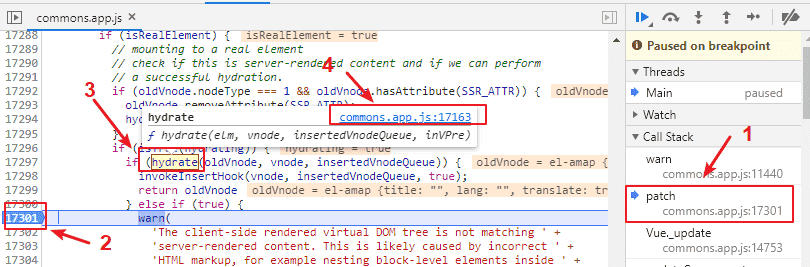 commons.app.js ×
17288 if (isRealElement) { isRealElement = true
17289 // mounting to a real element
17290 // check if this is server-rendered content and if we can perform
17291 // a successful hydration.
17292 if (oldVnode.nodeType === 1 && oldVnode.hasAttribute(SSR_ATTR)) { oldVnode
17293 oldVnode.removeAttribute(SSR_ATTR);
17294 hy
17295 }
hydrate commons.app.js:17163
f hydrate(elm, vnode, insertedVnodeQueue, inVPre)
17296 hydrating = true
17297 if (hydrate(oldVnode, vnode, insertedVnodeQueue)) { oldVnode = el-amap {
17298 invokeInsertHook(vnode, insertedVnodeQueue, true);
17299 return oldVnode oldVnode = el-amap {title: "", lang: "", translate: tr
17300 } else if (true) {
17301 warn(
17302 'The client-side rendered virtual DOM tree is not matching ' +
17303 'server-rendered content. This is likely caused by incorrect ' +
17304 'HTML markup, for example nesting block-level elements inside ' +
1
2
3
4
Paused on breakpoint
Threads
Main paused
Watch
Call Stack
warn
commons.app.js:11440
patch
commons.app.js:17301
Vue._update
commons.app.js:14753